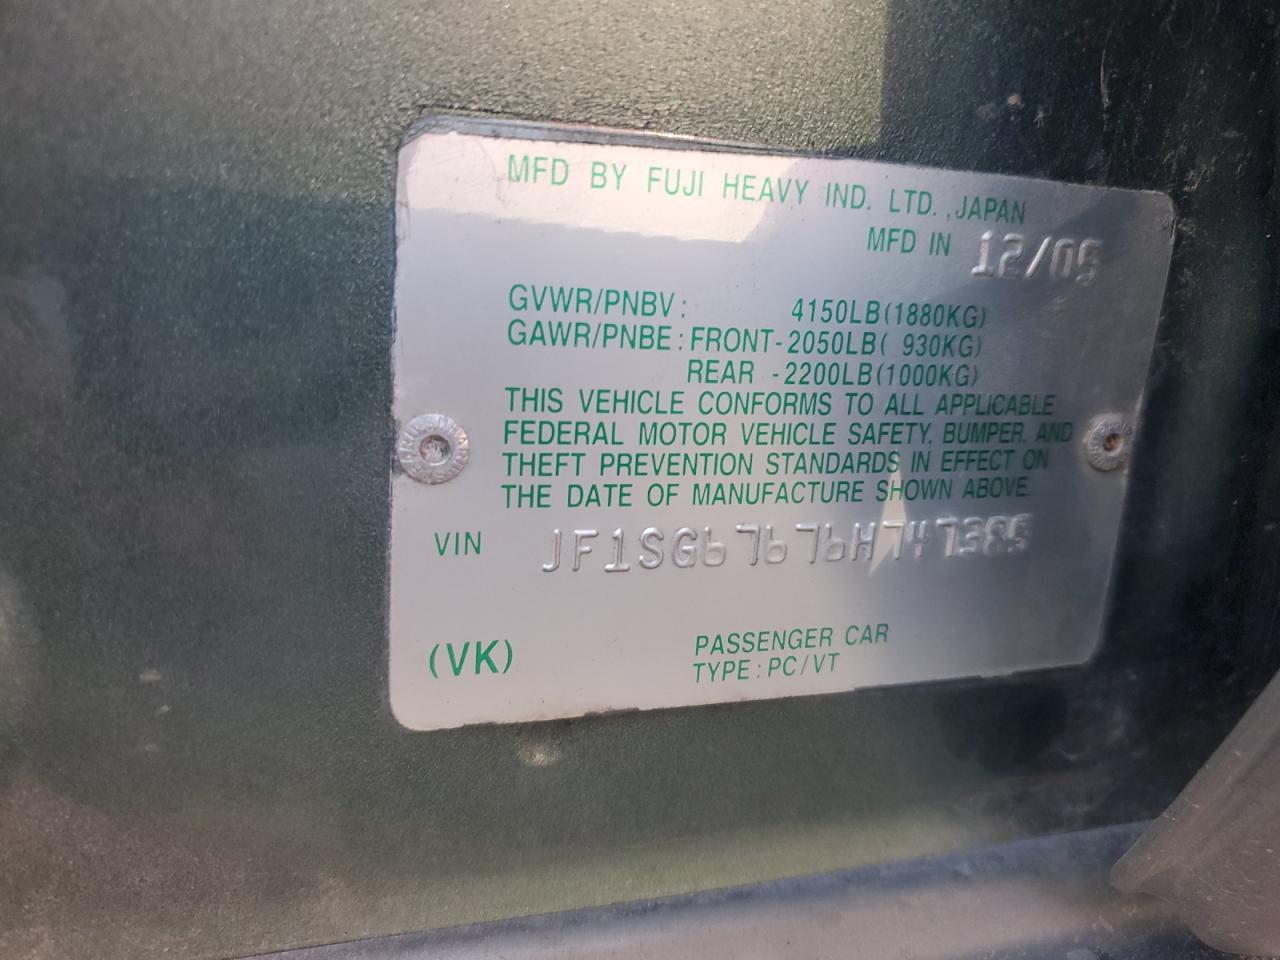 MFD BY FUJI HEAVY IND. LTD., JAPAN
MFD IN 12/05
GVWR/PNBV: 4150LB(1880KG)
GAWR/PNBE: FRONT-2050LB( 930KG)
REAR -2200LB(1000KG)
THIS VEHICLE CONFORMS TO ALL APPLICABLE
FEDERAL MOTOR VEHICLE SAFETY, BUMPER, AND
THEFT PREVENTION STANDARDS IN EFFECT ON
THE DATE OF MANUFACTURE SHOWN ABOVE.
VIN JF1SG67676H747385
(VK)
PASSENGER CAR
TYPE: PC/VT